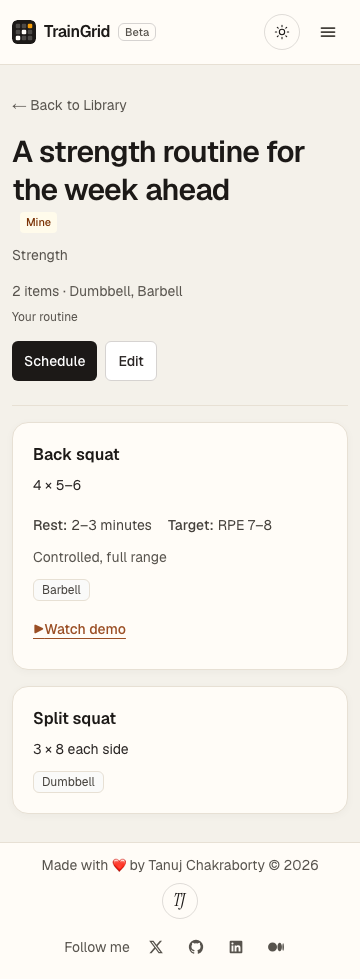 TrainGrid Beta
← Back to Library
A strength routine for
the week ahead
Mine
Strength
2 items · Dumbbell, Barbell
Your routine
Schedule Edit
Back squat
4 × 5–6
Rest: 2–3 minutes Target: RPE 7–8
Controlled, full range
Barbell
▶Watch demo
Split squat
3 × 8 each side
Dumbbell
Made with ❤️ by Tanuj Chakraborty © 2026
TJ
Follow me